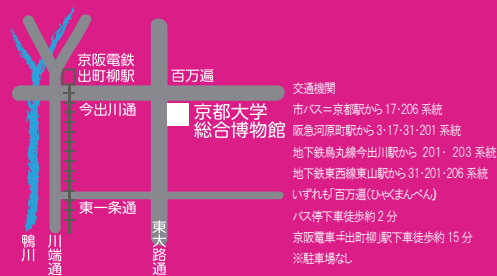 京阪電鉄
出町柳駅
百万遍
今出川通
京都大学
総合博物館
東一条通
鴨川
川端通
東大路通
交通機関
市バス＝京都駅から 17・206 系統
阪急河原町駅から 3・17・31・201 系統
地下鉄烏丸線今出川駅から 201・ 203 系統
地下鉄東西線東山駅から 31・201・206 系統
いずれも「百万遍（ひゃくまんべん）」
バス停下車徒歩約 2 分
京阪電車＝「出町柳」駅下車徒歩約 15 分
※駐車場なし